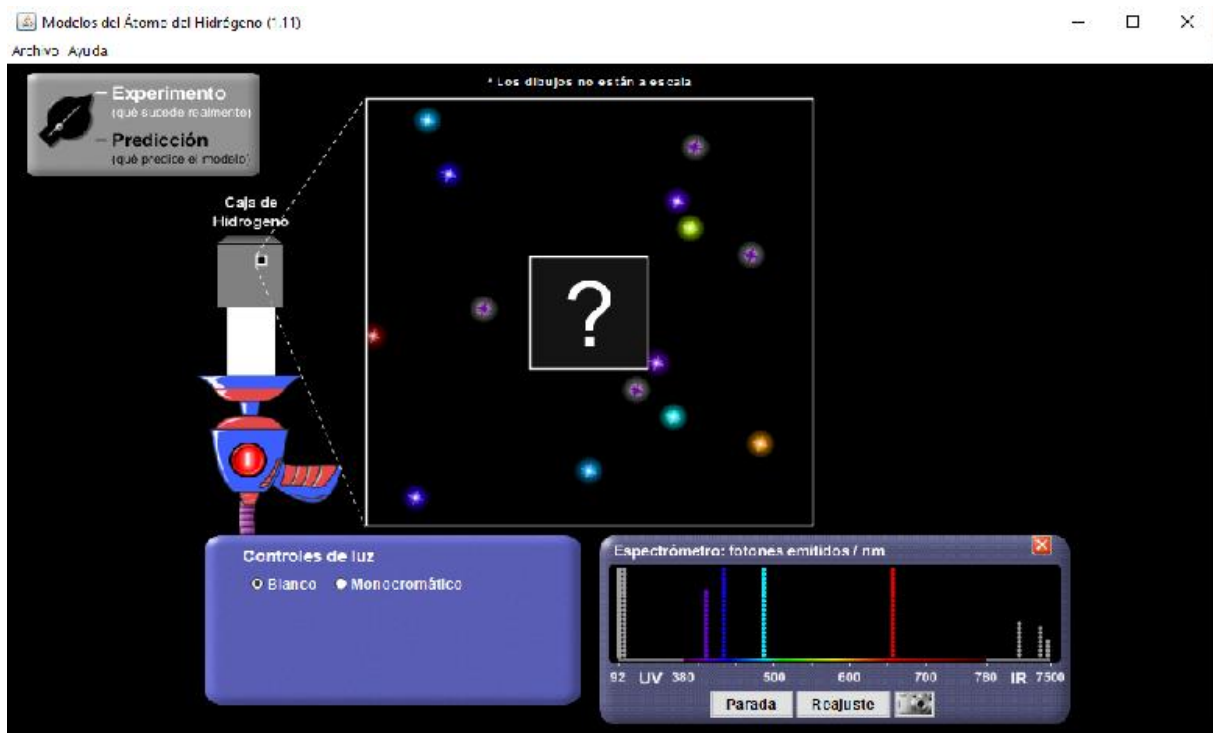 Modelos del Átomo del Hidrógeno (1.11)
Archivo Ayuda
* Los dibujos no están a escala
Experimento
(qué sucede realmente)
Predicción
(qué predice el modelo)
Caja de
Hidrogeno
?
Controles de luz
Blanco Monocromático
Espectrómetro: fotones emitidos / nm
92 UV 380 500 600 700 780 IR 7500
Parada Reajuste